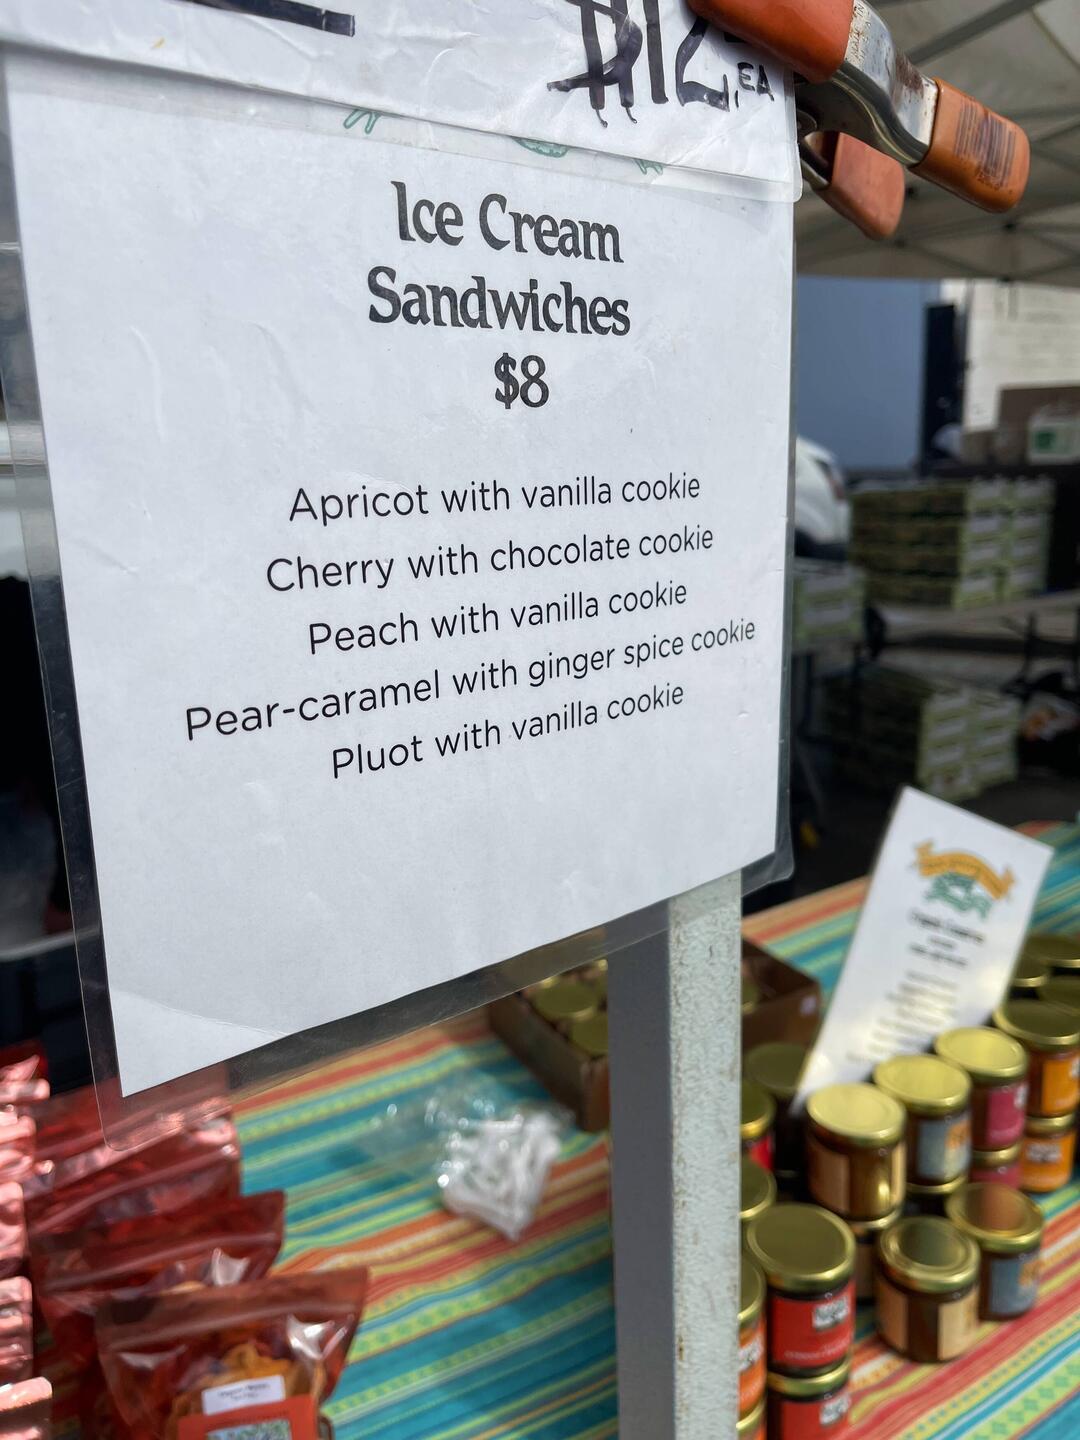 $12
EA
Ice Cream
Sandwiches
$8
Apricot with vanilla cookie
Cherry with chocolate cookie
Peach with vanilla cookie
Pear-caramel with ginger spice cookie
Pluot with vanilla cookie